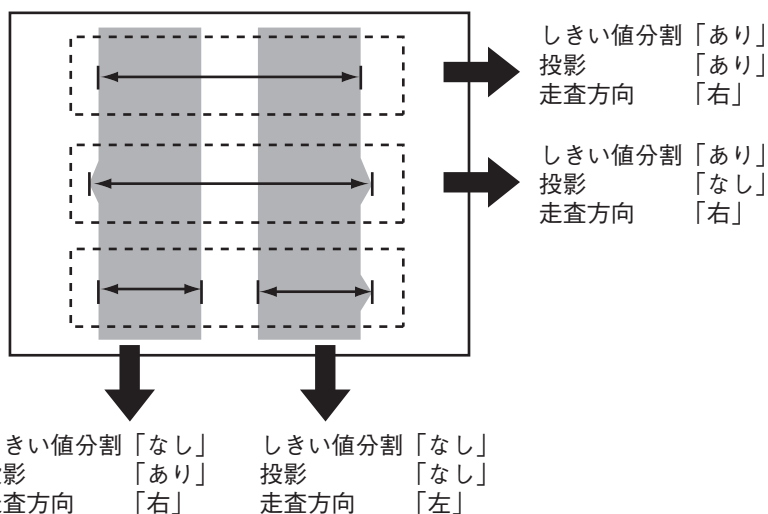 しきい値分割「あり」
投影 「あり」
走査方向 「右」
しきい値分割「あり」
投影 「なし」
走査方向 「右」
きい値分割「なし」
影 「あり」
査方向 「右」
しきい値分割「なし」
投影 「なし」
走査方向 「左」